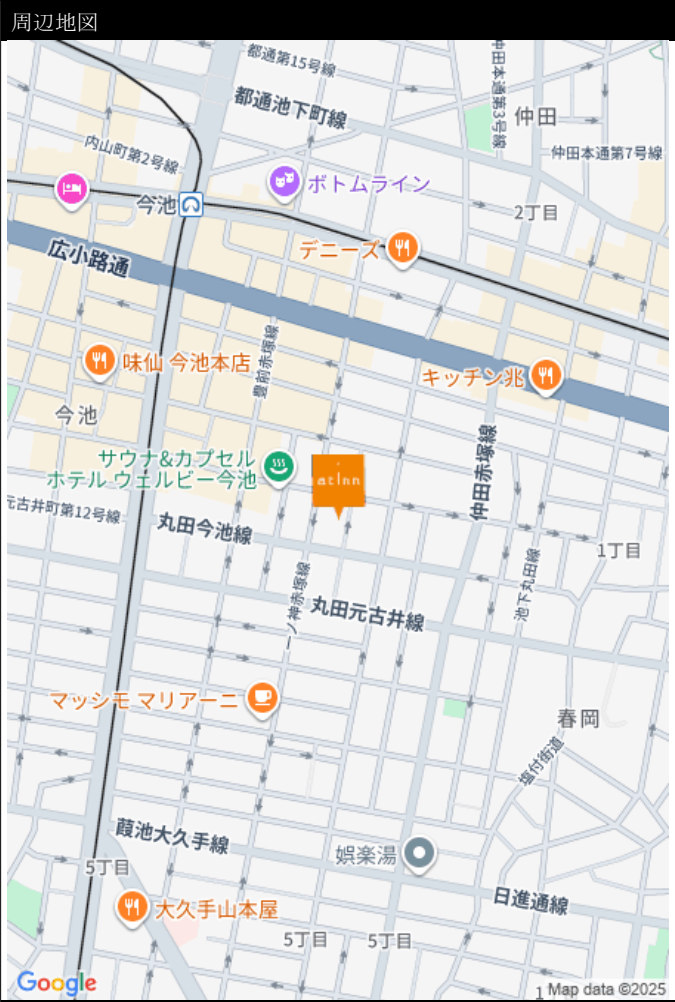 周辺地図
都通第15号線
仲田本通第3号線
都通池下町線
仲田
内山町第2号線
仲田本通第7号線
ボトムライン
今池
2丁目
デニーズ
広小路通
豊前赤塚線
味仙 今池本店
キッチン兆
今池
仲田赤塚線
サウナ&カプセル
ホテル ウェルビー今池
atinn
元古井町第12号線
丸田今池線
1丁目
池下丸田線
一ノ神赤塚線
丸田元古井線
マッシモ マリアーニ
春岡
塩付街道
葭池大久手線
娯楽湯
5丁目
日進通線
大久手山本屋
5丁目
5丁目
Google
1
Map data ©2025